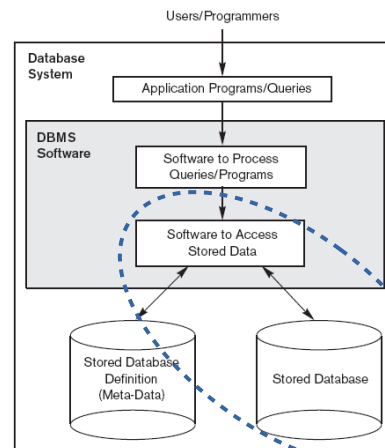 Users/Programmers
Database
System
Application Programs/Queries
DBMS
Software
Software to Process
Queries/Programs
Software to Access
Stored Data
Stored Database
Definition
(Meta-Data)
Stored Database